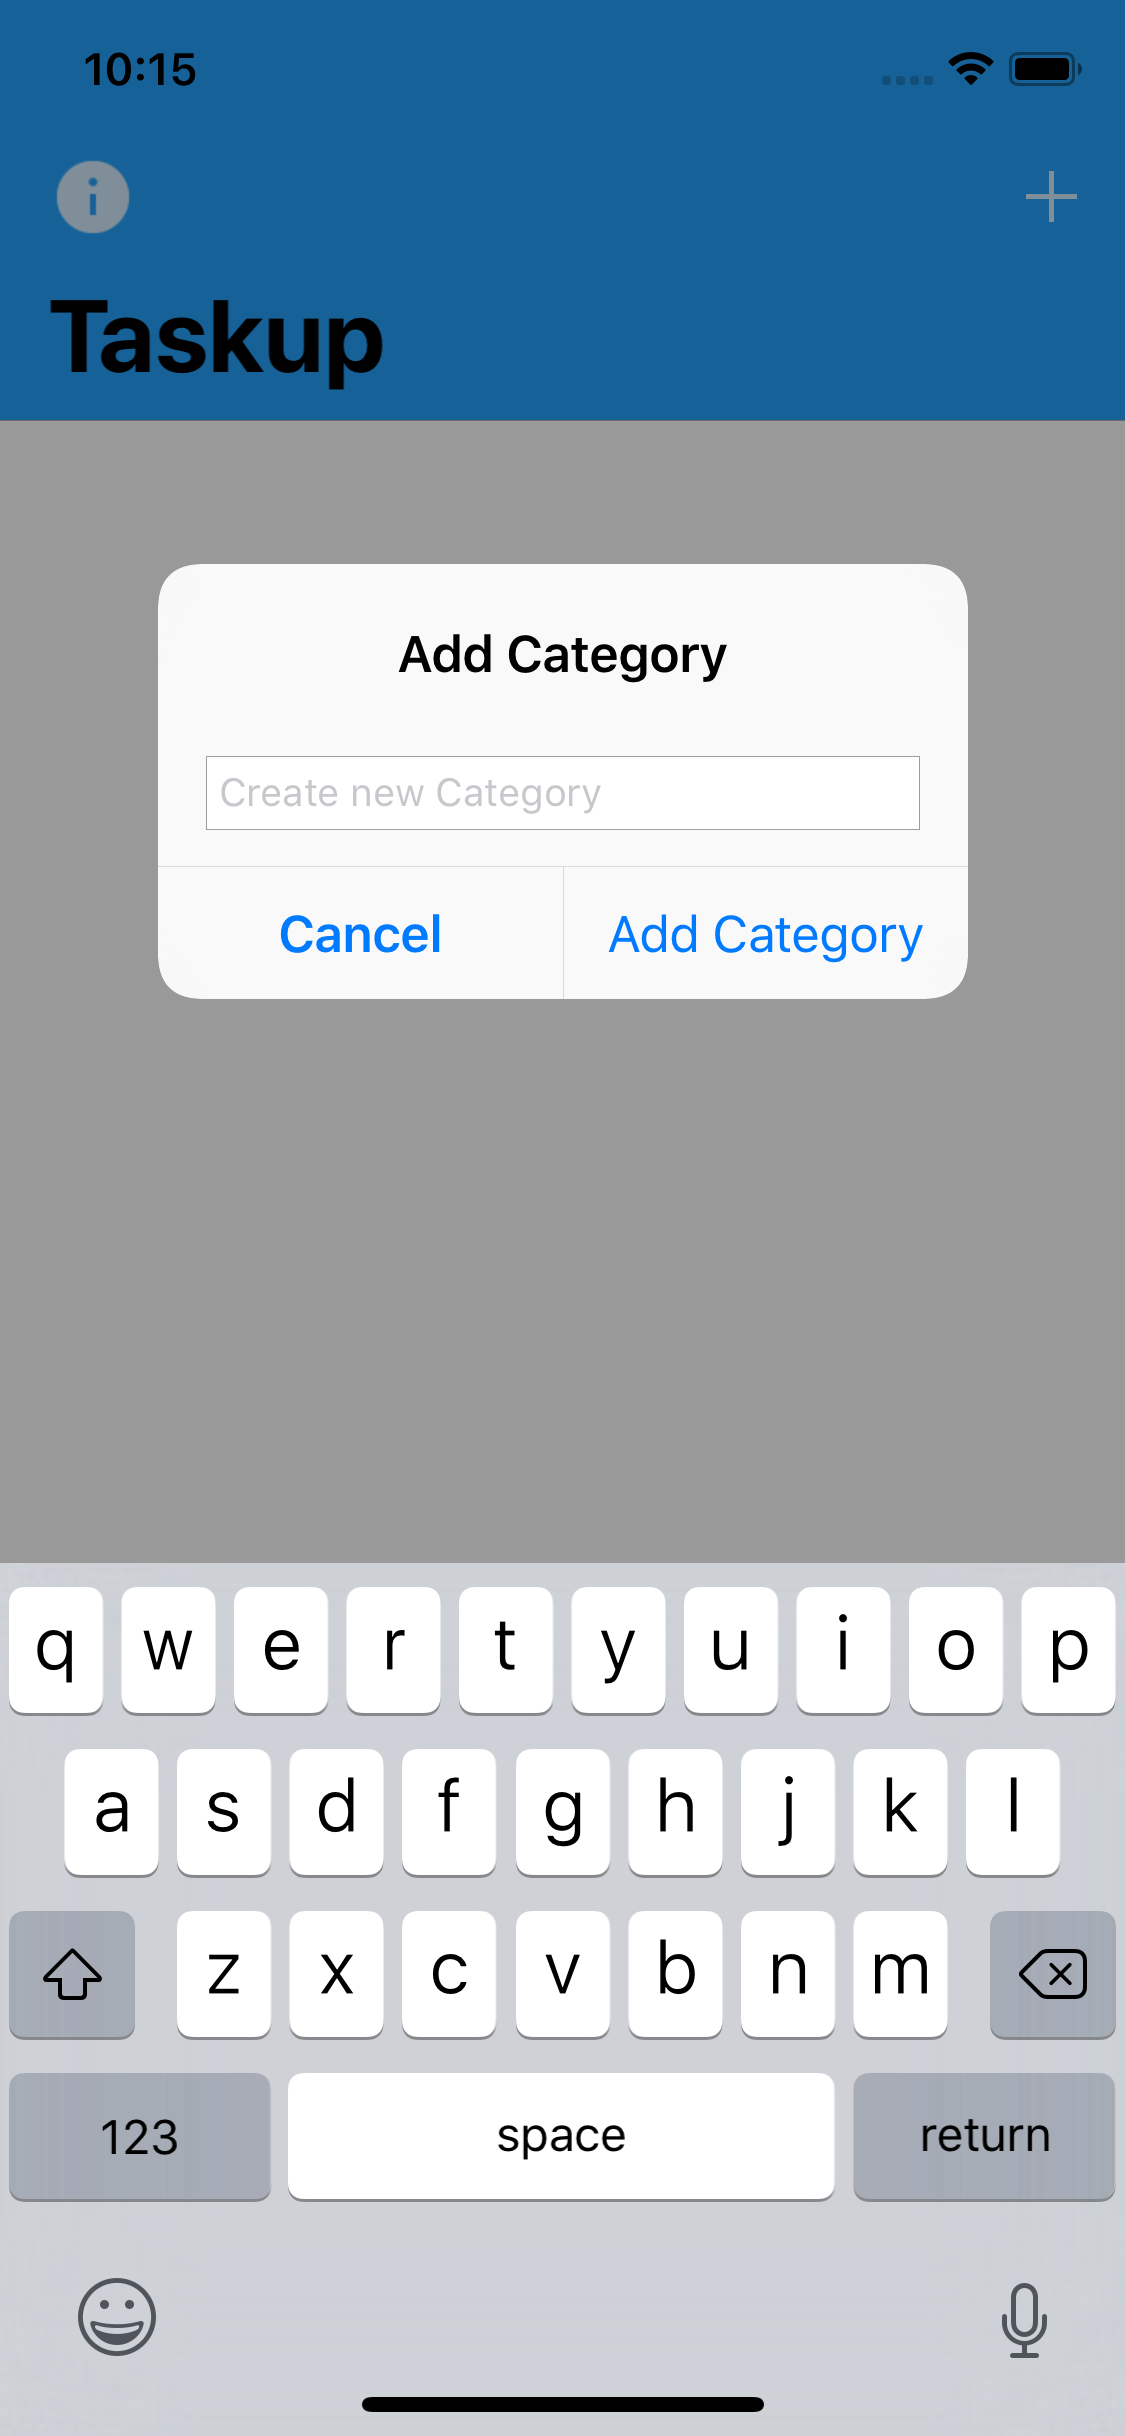 10:15
Taskup
Add Category
Create new Category
Cancel Add Category
q w e r t y u i o p
a s d f g h j k l
z x c v b n m
123 space return